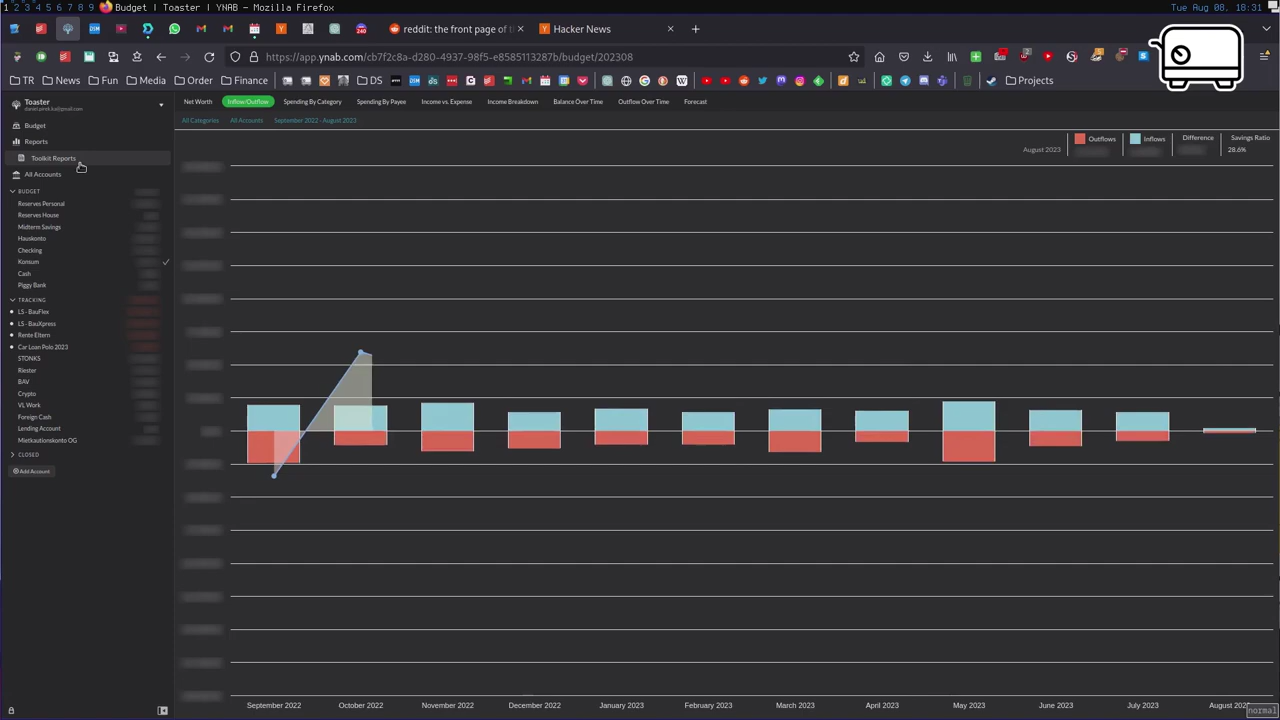 1 2 3 4 5 6 7 8 9 Budget | Toaster | YNAB - Mozilla Firefox
Tue Aug 08, 18:31
reddit: the front page of t
Hacker News
https://app.ynab.com/cb7f6c2a-d280-4937-9801-e8585113287b/budget/202308
TR News Fun Media Order Finance DS Projects
Toaster
Net Worth Inflow/Outflow Spending By Category Spending By Payee Income vs. Expense Income Breakdown Balance Over Time Outflow Over Time Forecast
All Categories All Accounts September 2022 - August 2023
Budget
Reports
Toolkit Reports
All Accounts
August 2023 Outflows Inflows Difference Savings Ratio
28.6%
BUDGET
Reserves Personal
Reserves House
Midterm Savings
Hauskonto
Checking
Konsum
Cash
Piggy Bank
TRACKING
LS - BauFlex
LS - BauXpress
Rente Eltern
Car Loan Polo 2023
STONKS
Riester
BAV
Crypto
VL Work
Foreign Cash
Lending Account
Mietkautionskonto OG
CLOSED
Add Account
September 2022 October 2022 November 2022 December 2022 January 2023 February 2023 March 2023 April 2023 May 2023 June 2023 July 2023 August 202
normal